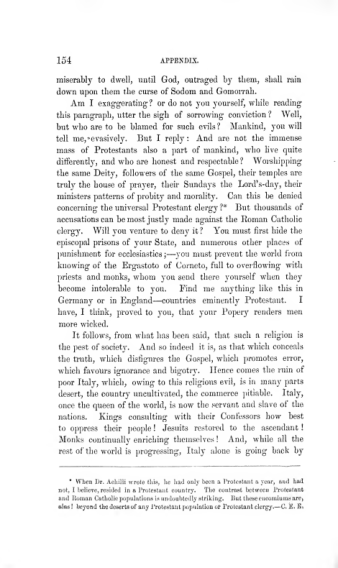 154 APPENDIX.
miserably to dwell, until God, outraged by them, shall rain
down upon them the curse of Sodom and Gomorrah.
Am I exaggerating? or do not you yourself, while reading
this paragraph, utter the sigh of sorrowing conviction? Well,
but who are to be blamed for such evils? Mankind, you will
tell me, evasively. But I reply: And are not the immense
mass of Protestants also a part of mankind, who live quite
differently, and who are honest and respectable? Worshipping
the same Deity, followers of the same Gospel, their temples are
truly the house of prayer, their Sundays the Lord's-day, their
ministers patterns of probity and morality. Can this be denied
concerning the universal Protestant clergy?* But thousands of
accusations can be most justly made against the Roman Catholic
clergy. Will you venture to deny it? You must first hide the
episcopal prisons of your State, and numerous other places of
punishment for ecclesiastics;—you must prevent the world from
knowing of the Ergastoto of Corneto, full to overflowing with
priests and monks, whom you send there yourself when they
become intolerable to you. Find me anything like this in
Germany or in England—countries eminently Protestant. I
have, I think, proved to you, that your Popery renders men
more wicked.
It follows, from what has been said, that such a religion is
the pest of society. And so indeed it is, as that which conceals
the truth, which disfigures the Gospel, which promotes error,
which favours ignorance and bigotry. Hence comes the ruin of
poor Italy, which, owing to this religious evil, is in many parts
desert, the country uncultivated, the commerce pitiable. Italy,
once the queen of the world, is now the servant and slave of the
nations. Kings consulting with their Confessors how best
to oppress their people! Jesuits restored to the ascendant!
Monks continually enriching themselves! And, while all the
rest of the world is progressing, Italy alone is going back by
* When Dr. Achilli wrote this, he had only been a Protestant a year, and had
not, I believe, resided in a Protestant country. The contrast between Protestant
and Roman Catholic populations is undoubtedly striking. But these encomiums are,
alas! beyond the deserts of any Protestant population or Protestant clergy.—C. E. E.